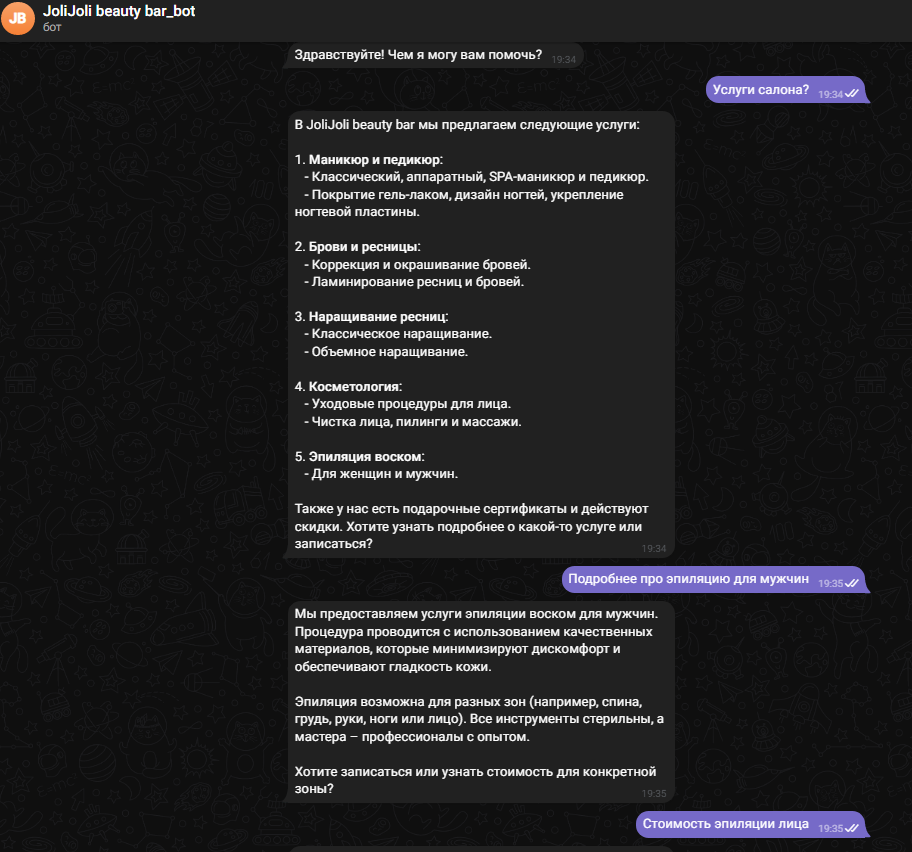 JB
JoliJoli beauty bar_bot
бот
Здравствуйте! Чем я могу вам помочь? 19:34
Услуги салона? 19:34
В JoliJoli beauty bar мы предлагаем следующие услуги:
1. Маникюр и педикюр:
- Классический, аппаратный, SPA-маникюр и педикюр.
- Покрытие гель-лаком, дизайн ногтей, укрепление
ногтевой пластины.
2. Брови и ресницы:
- Коррекция и окрашивание бровей.
- Ламинирование ресниц и бровей.
3. Наращивание ресниц:
- Классическое наращивание.
- Объемное наращивание.
4. Косметология:
- Уходовые процедуры для лица.
- Чистка лица, пилинги и массажи.
5. Эпиляция воском:
- Для женщин и мужчин.
Также у нас есть подарочные сертификаты и действуют
скидки. Хотите узнать подробнее о какой-то услуге или
записаться? 19:34
Подробнее про эпиляцию для мужчин 19:35
Мы предоставляем услуги эпиляции воском для мужчин.
Процедура проводится с использованием качественных
материалов, которые минимизируют дискомфорт и
обеспечивают гладкость кожи.
Эпиляция возможна для разных зон (например, спина,
грудь, руки, ноги или лицо). Все инструменты стерильны, а
мастера – профессионалы с опытом.
Хотите записаться или узнать стоимость для конкретной
зоны? 19:35
Стоимость эпиляции лица 19:35